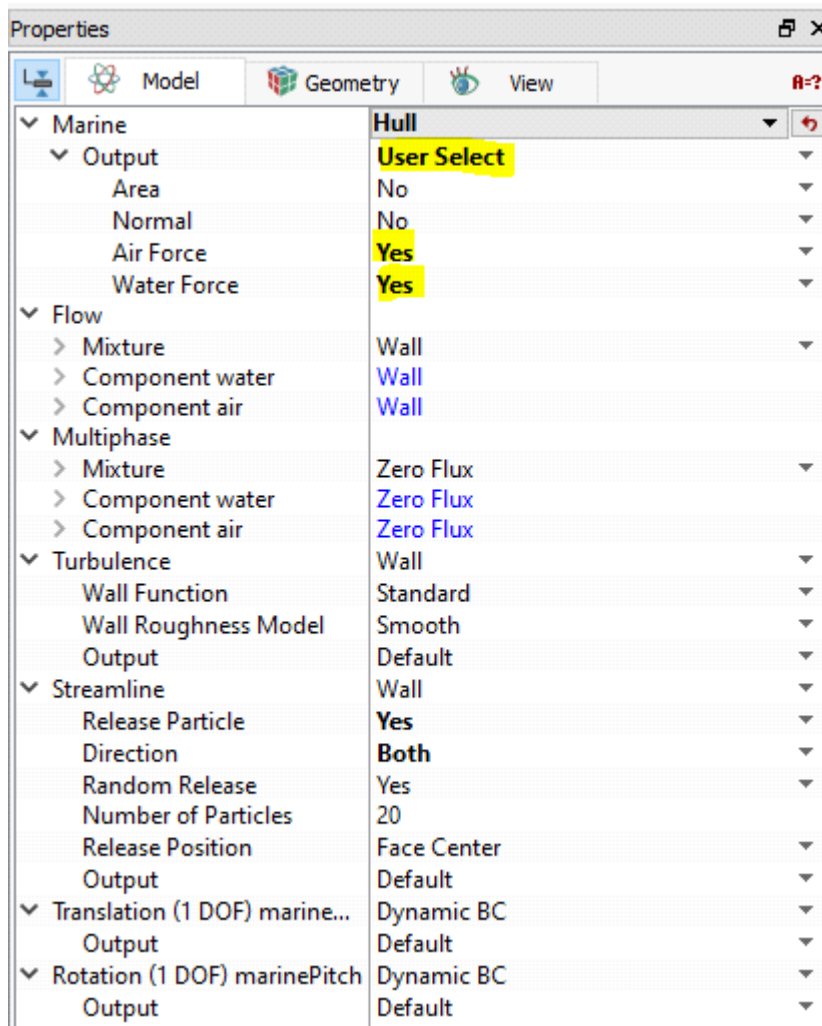 Properties
Model Geometry View A=?
Marine Hull
Output User Select
Area No
Normal No
Air Force Yes
Water Force Yes
Flow
Mixture Wall
Component water Wall
Component air Wall
Multiphase
Mixture Zero Flux
Component water Zero Flux
Component air Zero Flux
Turbulence Wall
Wall Function Standard
Wall Roughness Model Smooth
Output Default
Streamline Wall
Release Particle Yes
Direction Both
Random Release Yes
Number of Particles 20
Release Position Face Center
Output Default
Translation (1 DOF) marine... Dynamic BC
Output Default
Rotation (1 DOF) marinePitch Dynamic BC
Output Default